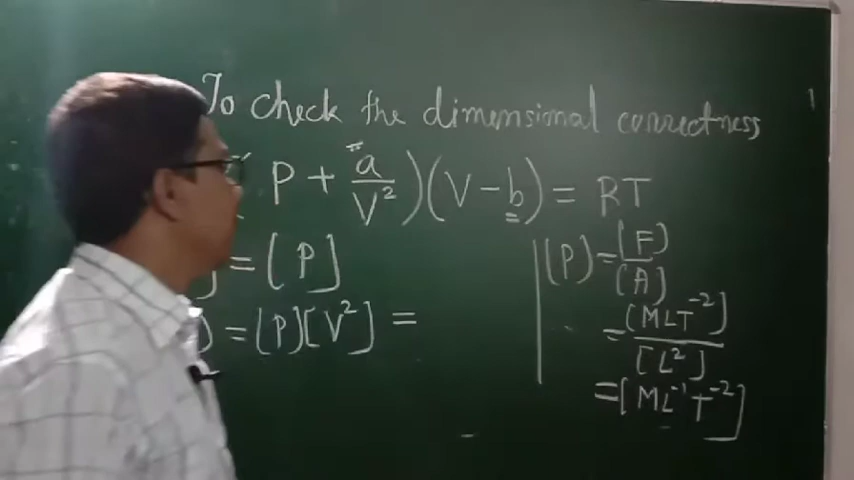 To check the dimensional correctness
(P + a/V²)(V - b) = RT
] = [P]
] = [P][V²] =
[P] = [F]/[A]
= [MLT⁻²]/[L²]
= [ML⁻¹T⁻²]